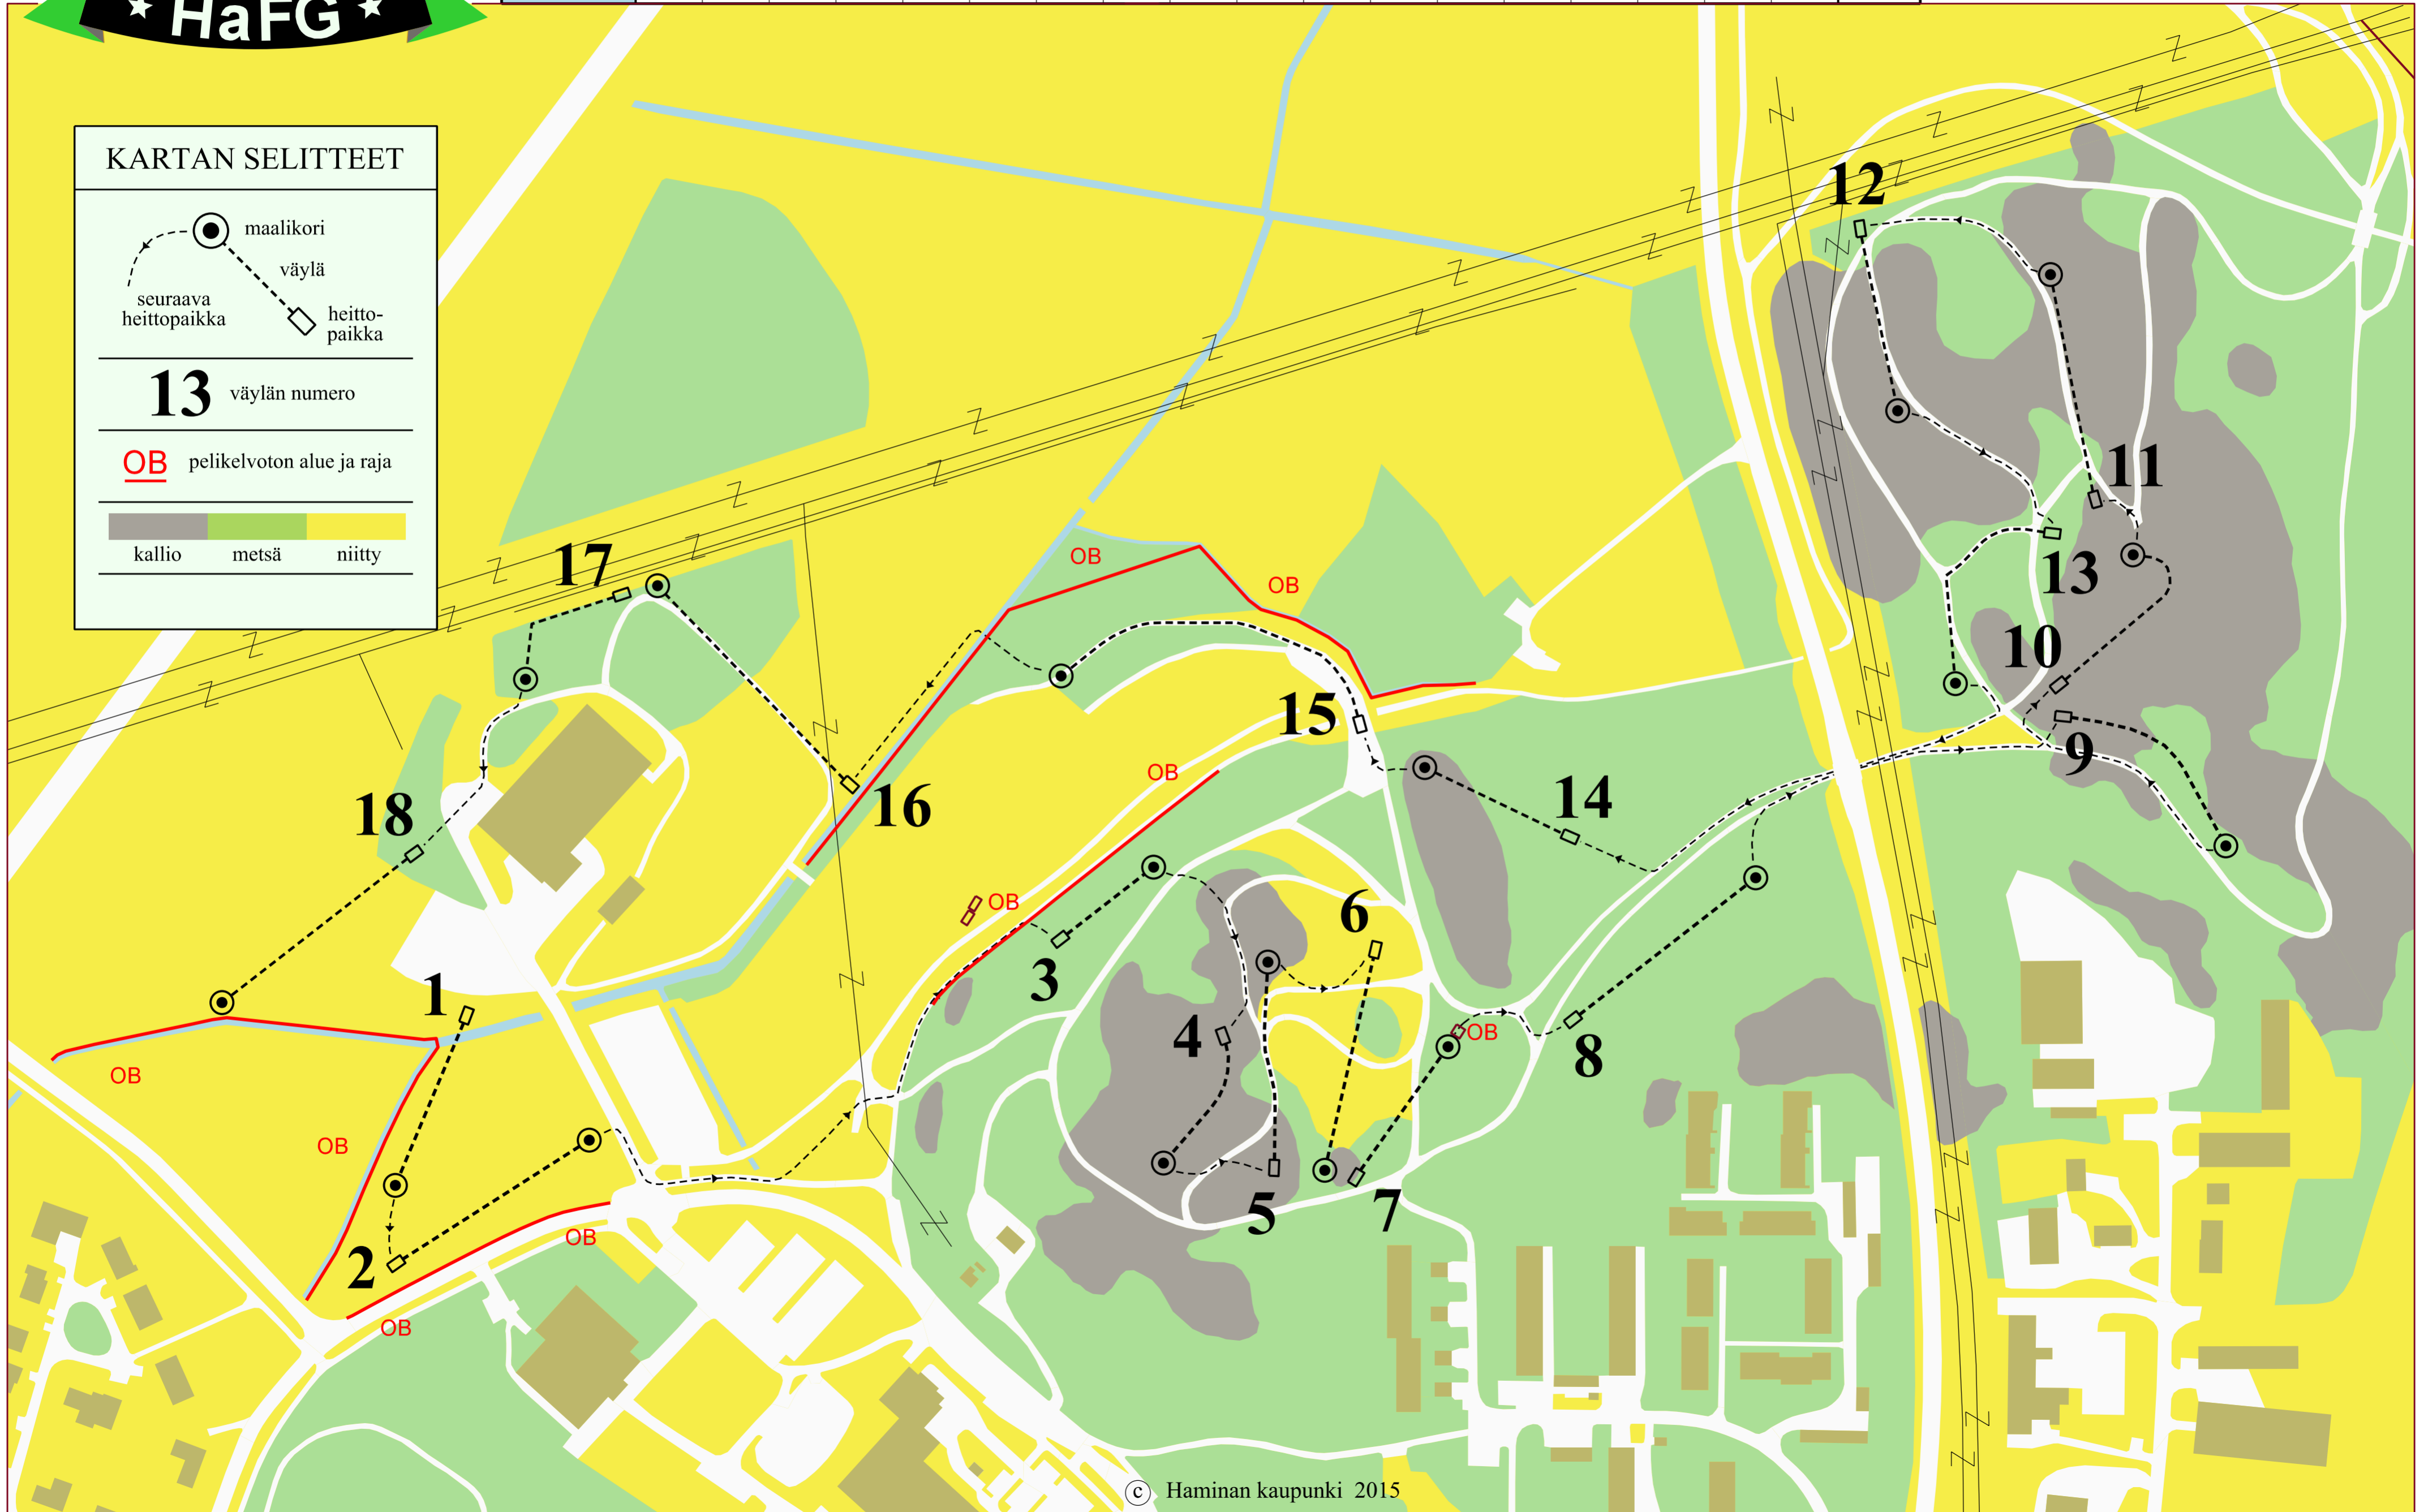 HaFG
KARTAN SELITTEET
maalikori
väylä
seuraava
heittopaikka
heitto-
paikka
13 väylän numero
OB pelikelvoton alue ja raja
kallio metsä niitty
12
11
17
OB
OB
13
10
15
OB
9
14
18
16
OB
6
3
1
4
OB
8
OB
OB
7
5
OB
2
OB
c Haminan kaupunki 2015